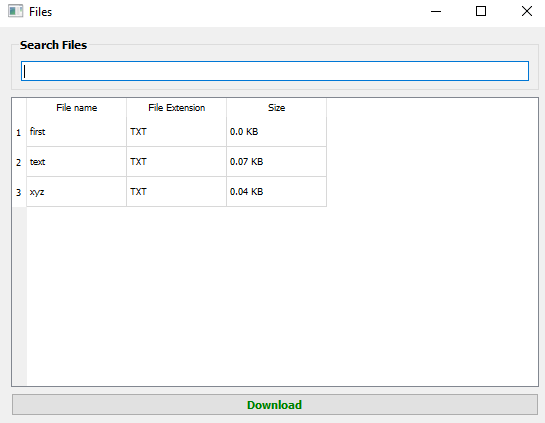 Files
Search Files
File name File Extension Size
1 first TXT 0.0 KB
2 text TXT 0.07 KB
3 xyz TXT 0.04 KB
Download